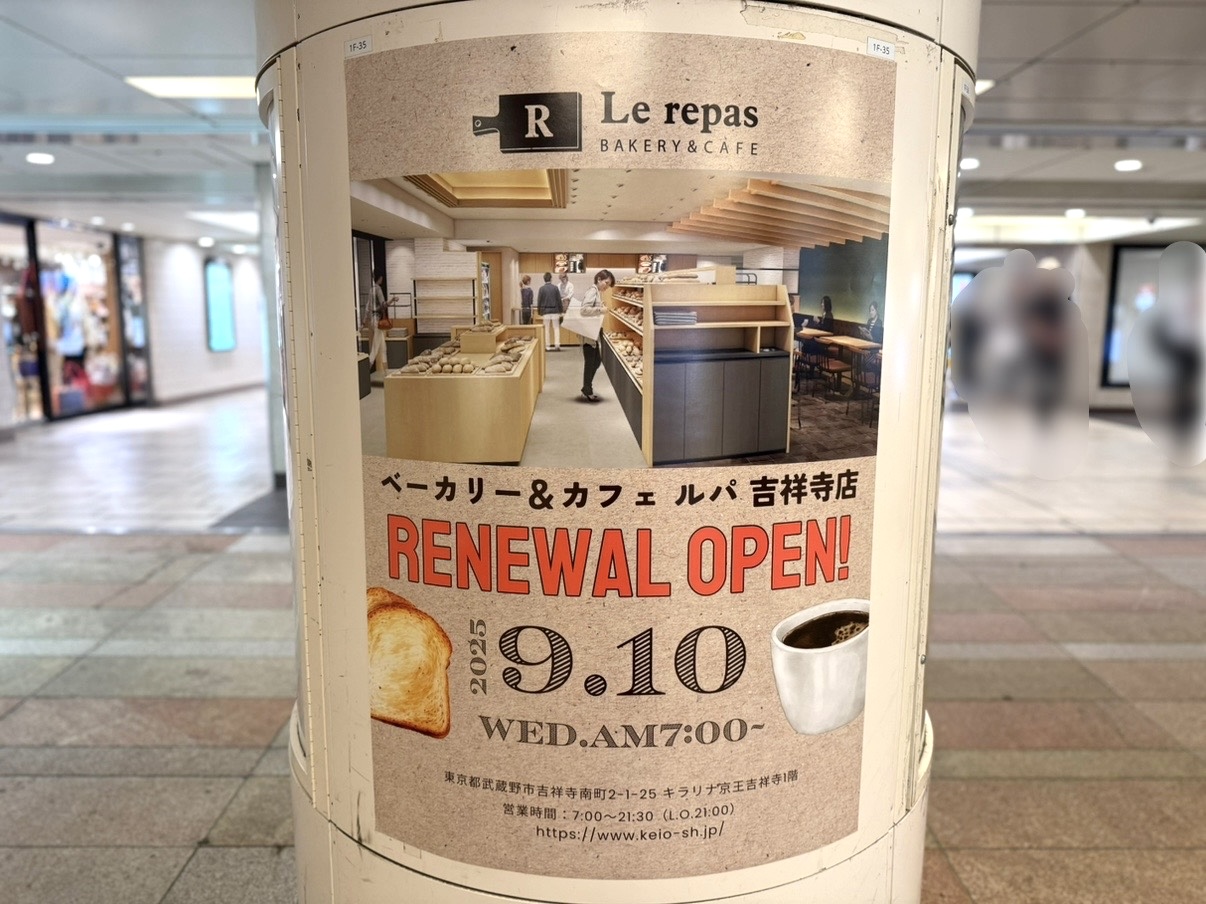 1F-35
1F-35
R
Le repas
BAKERY&CAFE
ベーカリー&カフェ ルパ 吉祥寺店
RENEWAL OPEN!
2025
9.10
WED.AM7:00~
東京都武蔵野市吉祥寺南町2-1-25 キラリナ京王吉祥寺1階
営業時間：7:00〜21:30（L.O.21:00）
https://www.keio-sh.jp/